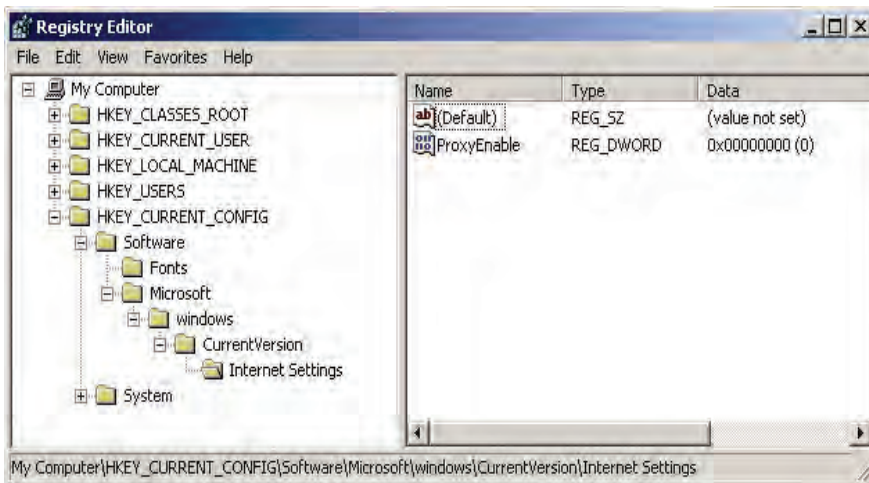 Registry Editor
File Edit View Favorites Help
My Computer
HKEY_CLASSES_ROOT
HKEY_CURRENT_USER
HKEY_LOCAL_MACHINE
HKEY_USERS
HKEY_CURRENT_CONFIG
Software
Fonts
Microsoft
windows
CurrentVersion
Internet Settings
System
Name Type Data
(Default) REG_SZ (value not set)
ProxyEnable REG_DWORD 0x00000000 (0)
My Computer\HKEY_CURRENT_CONFIG\Software\Microsoft\windows\CurrentVersion\Internet Settings